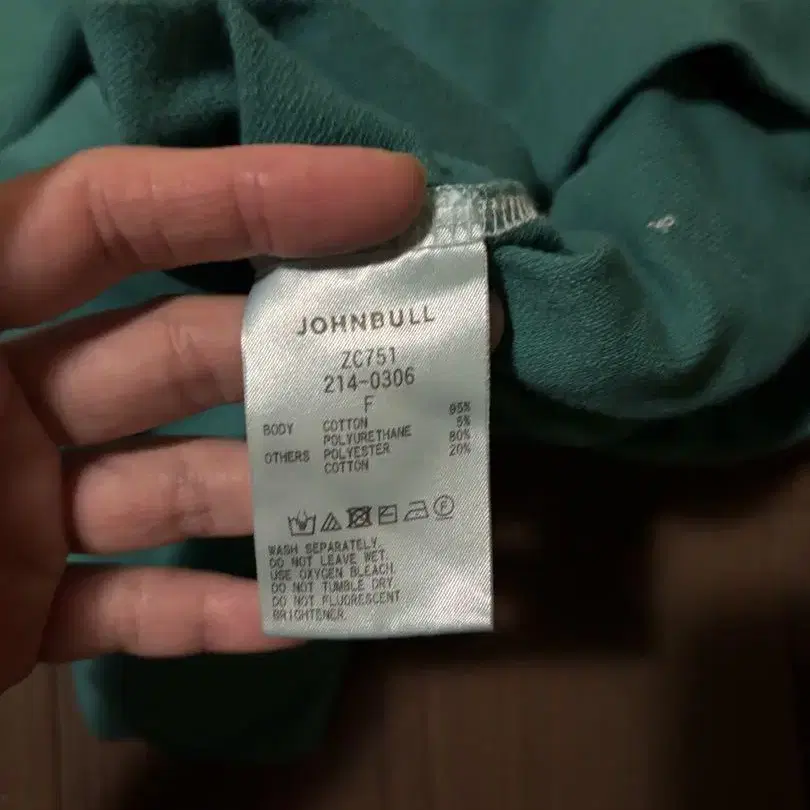 JOHNBULL
ZC751
214-0306
F
BODY COTTON 95%
POLYURETHANE 5%
OTHERS POLYESTER 80%
COTTON 20%
WASH SEPARATELY.
DO NOT LEAVE WET.
USE OXYGEN BLEACH.
DO NOT TUMBLE DRY.
DO NOT FLUORESCENT
BRIGHTENER.